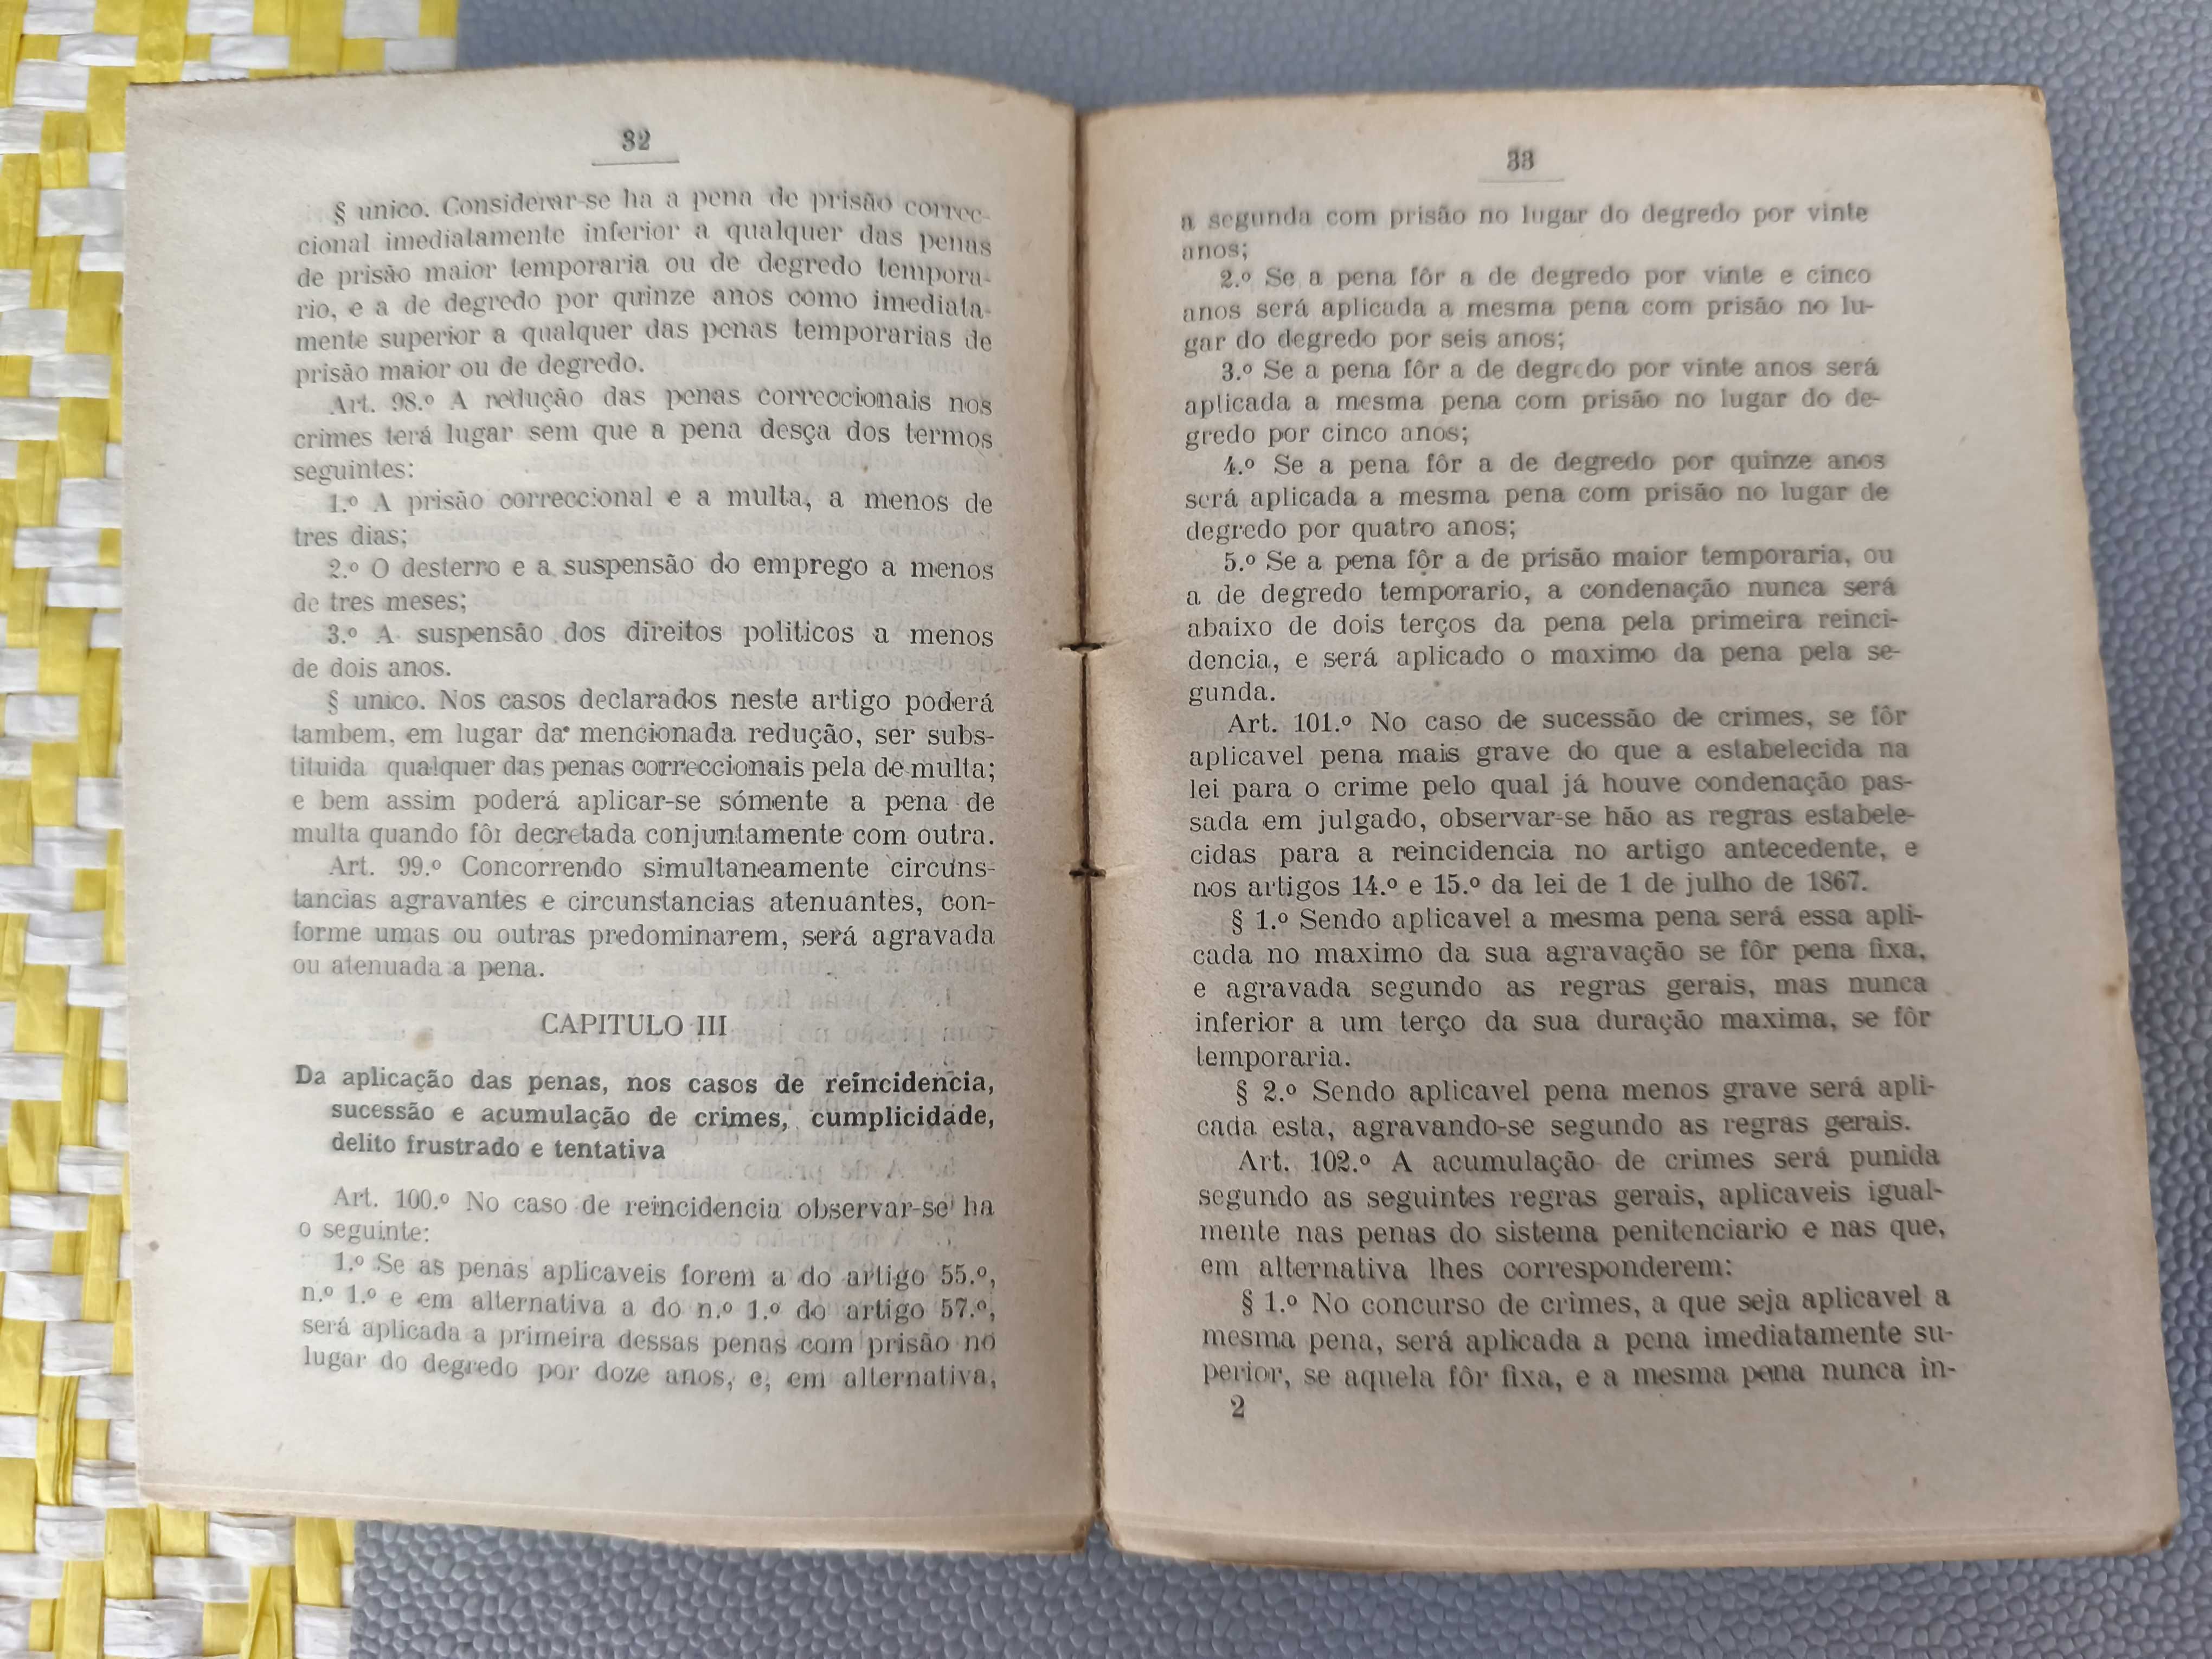 32
§ unico. Considerar-se ha a pena de prisão correc-
cional imediatamente inferior a qualquer das penas
de prisão maior temporaria ou de degredo tempora-
rio, e a de degredo por quinze anos como imediata-
mente superior a qualquer das penas temporarias de
prisão maior ou de degredo.
Art. 98.º A redução das penas correccionais nos
crimes terá lugar sem que a pena desça dos termos
seguintes:
1.º A prisão correccional e a multa, a menos de
tres dias;
2.º O desterro e a suspensão do emprego a menos
de tres meses;
3.º A suspensão dos direitos politicos a menos
de dois anos.
§ unico. Nos casos declarados neste artigo poderá
tambem, em lugar da mencionada redução, ser subs-
tituida qualquer das penas correccionais pela de multa;
e bem assim poderá aplicar-se sómente a pena de
multa quando fôr decretada conjuntamente com outra.
Art. 99.º Concorrendo simultaneamente circuns-
tancias agravantes e circunstancias atenuantes, con-
forme umas ou outras predominarem, será agravada
ou atenuada a pena.
CAPITULO III
Da aplicação das penas, nos casos de reincidencia,
sucessão e acumulação de crimes, cumplicidade,
delito frustrado e tentativa
Art. 100.º No caso de reincidencia observar-se ha
o seguinte:
1.º Se as penas aplicaveis forem a do artigo 55.º,
n.º 1.º e em alternativa a do n.º 1.º do artigo 57.º,
será aplicada a primeira dessas penas com prisão no
lugar do degredo por doze anos, e, em alternativa,
33
a segunda com prisão no lugar do degredo por vinte
anos;
2.º Se a pena fôr a de degredo por vinte e cinco
anos será aplicada a mesma pena com prisão no lu-
gar do degredo por seis anos;
3.º Se a pena fôr a de degredo por vinte anos será
aplicada a mesma pena com prisão no lugar do de-
gredo por cinco anos;
4.º Se a pena fôr a de degredo por quinze anos
será aplicada a mesma pena com prisão no lugar de
degredo por quatro anos;
5.º Se a pena fôr a de prisão maior temporaria, ou
a de degredo temporario, a condenação nunca será
abaixo de dois terços da pena pela primeira reinci-
dencia, e será aplicado o maximo da pena pela se-
gunda.
Art. 101.º No caso de sucessão de crimes, se fôr
aplicavel pena mais grave do que a estabelecida na
lei para o crime pelo qual já houve condenação pas-
sada em julgado, observar-se hão as regras estabele-
cidas para a reincidencia no artigo antecedente, e
nos artigos 14.º e 15.º da lei de 1 de julho de 1867.
§ 1.º Sendo aplicavel a mesma pena será essa apli-
cada no maximo da sua agravação se fôr pena fixa,
e agravada segundo as regras gerais, mas nunca
inferior a um terço da sua duração maxima, se fôr
temporaria.
§ 2.º Sendo aplicavel pena menos grave será apli-
cada esta, agravando-se segundo as regras gerais.
Art. 102.º A acumulação de crimes será punida
segundo as seguintes regras gerais, aplicaveis igual-
mente nas penas do sistema penitenciario e nas que,
em alternativa lhes corresponderem:
§ 1.º No concurso de crimes, a que seja aplicavel a
mesma pena, será aplicada a pena imediatamente su-
perior, se aquela fôr fixa, e a mesma pena nunca in-
2